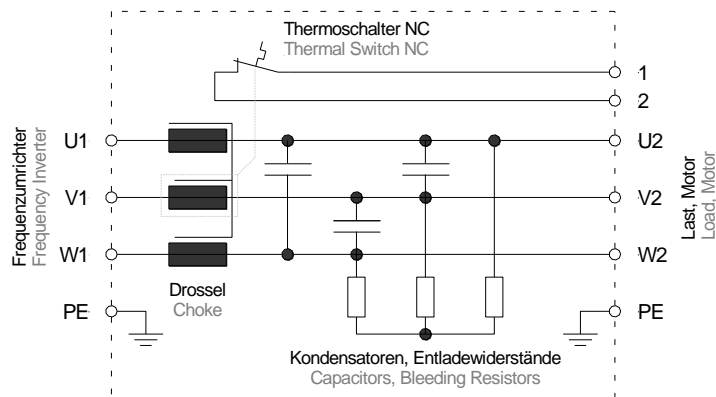 Thermoschalter NC
Thermal Switch NC
1
2
Frequenzumrichter
Frequency Inverter
U1
V1
W1
PE
U2
V2
W2
PE
Last, Motor
Load, Motor
Drossel
Choke
Kondensatoren, Entladewiderstände
Capacitors, Bleeding Resistors